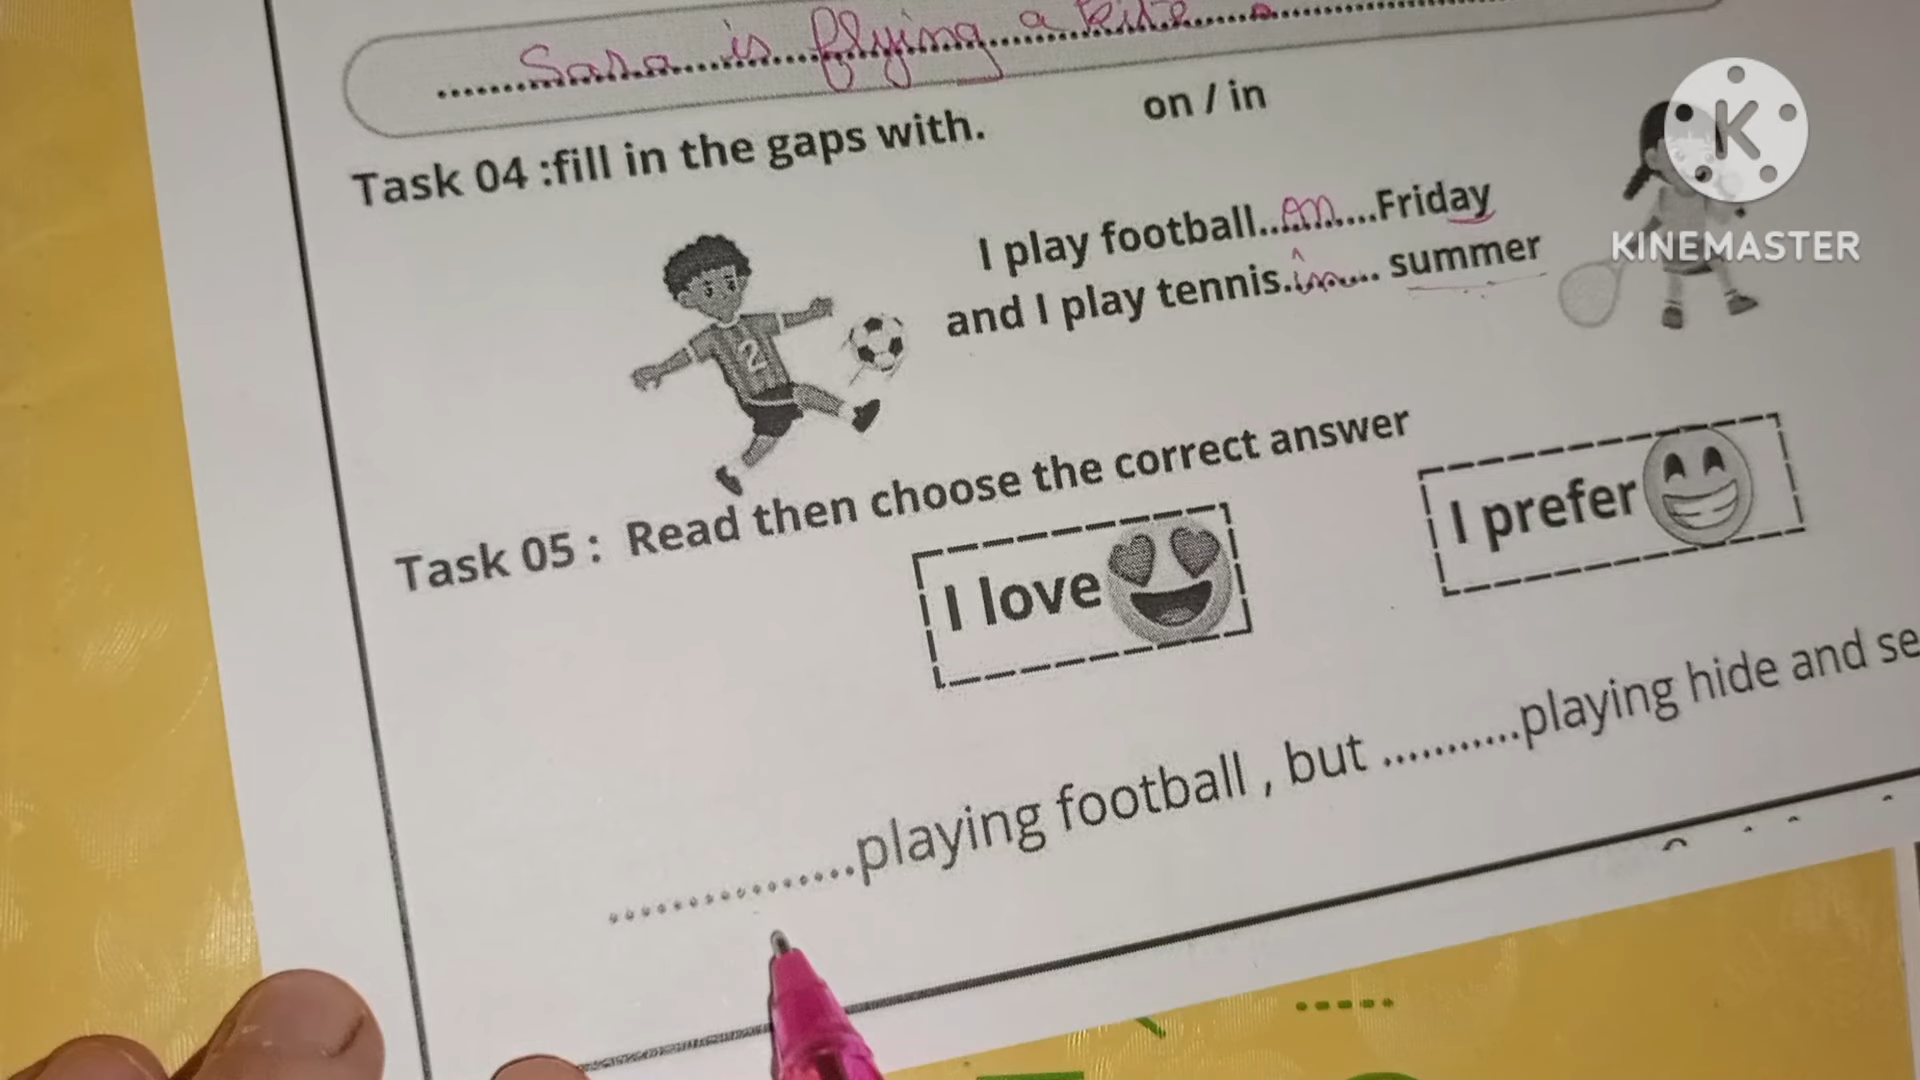 Sara is flying a kite
Task 04 :fill in the gaps with. on / in
I play football..on....Friday
and I play tennis.in.... summer
K
KINEMASTER
2
Task 05 : Read then choose the correct answer
I love
I prefer
................playing football , but ...........playing hide and se